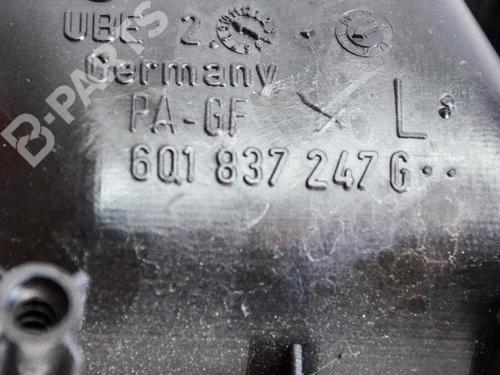 UBE 2.
Germany
PA-GF L
6Q1 837 247 G
B-PARTS